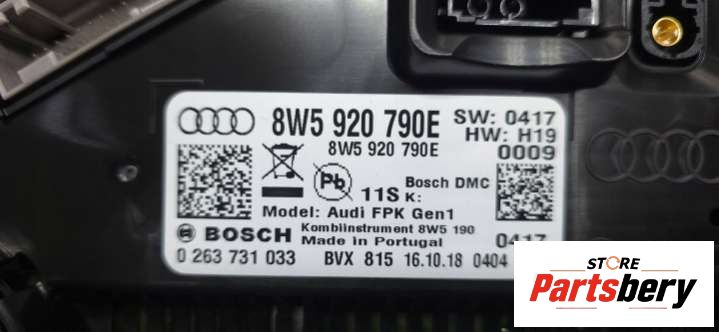 8W5 920 790E SW: 0417
8W5 920 790E HW: H19
0009
Pb
11S K: Bosch DMC
Model: Audi FPK Gen1
BOSCH Kombiinstrument 8W5 190
Made in Portugal 0417
0 263 731 033 BVX 815 16.10.18 0404
STORE
Partsbery